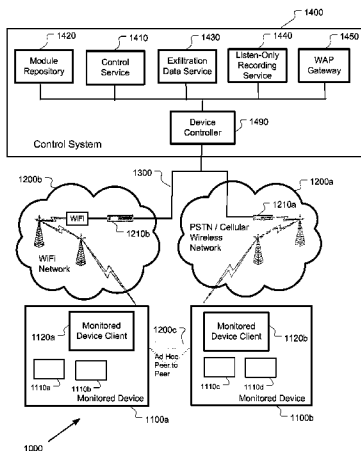 1400
1420
1410
1430
1440
1450
Module Repository
Control Service
Exfiltration Data Service
Listen-Only Recording Service
WAP Gateway
Device Controller
1490
Control System
1200b
1300
1200a
1210a
WiFi
1210b
WiFi Network
PSTN / Cellular Wireless Network
1120a
Monitored Device Client
1200c
Monitored Device Client
1120b
Ad Hoc Peer to Peer
1110a
1110b
Monitored Device
1110c
1110d
Monitored Device
1100a
1100b
1000